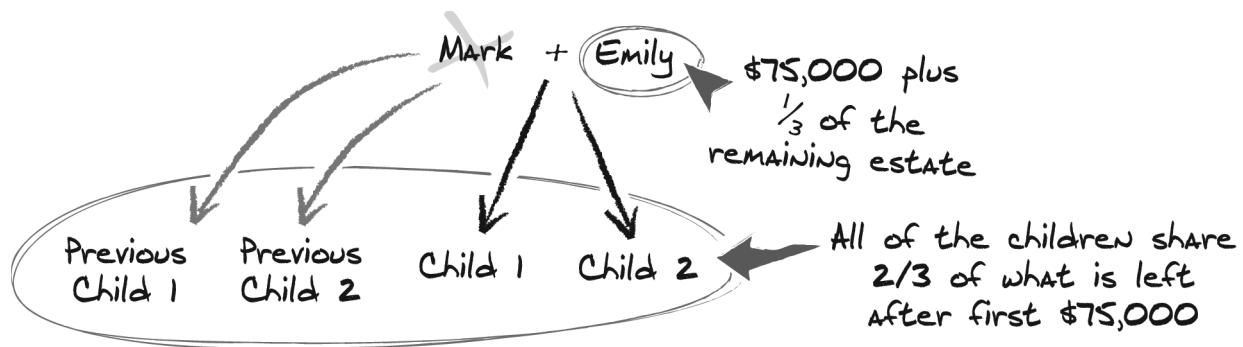 Mark + Emily
$75,000 plus
1/3 of the
remaining estate
Previous
Child 1
Previous
Child 2
Child 1
Child 2
All of the children share
2/3 of what is left
after first $75,000